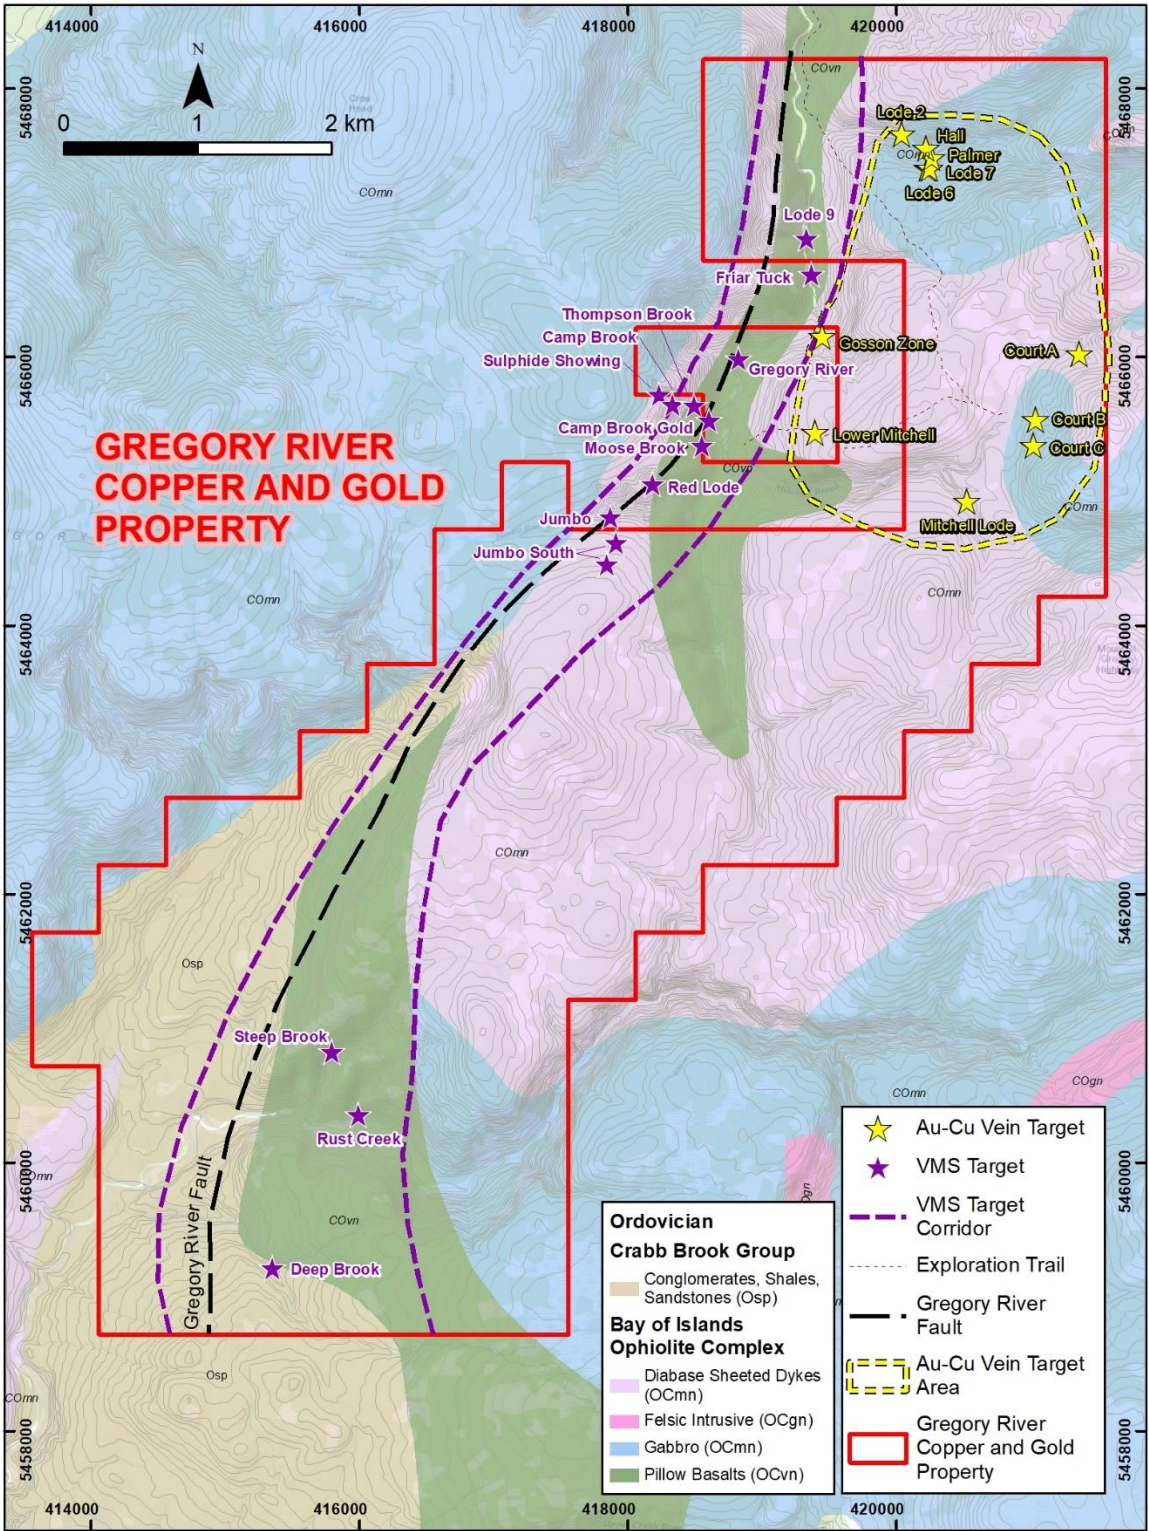 414000
416000
418000
420000
N
0
1
2 km
5468000
5468000
COvn
COmn
Lode 2
Hall
COmn
Palmer
Lode 7
Lode 6
Lode 9
Friar Tuck
Thompson Brook
Camp Brook
Sulphide Showing
Gosson Zone
5466000
5466000
Gregory River
Court A
Camp Brook Gold
Moose Brook
Lower Mitchell
Court B
Court C
GREGORY RIVER
COPPER AND GOLD
PROPERTY
COvn
Red Lode
Jumbo
Mitchell Lode
COmn
Jumbo South
COmn
COmn
5464000
5464000
COmn
5462000
5462000
Osp
Steep Brook
Rust Creek
COgn
COmn
Omn
5460000
5460000
Ogn
Gregory River Fault
COvn
Deep Brook
Osp
COmn
5458000
5458000
Ordovician
Crabb Brook Group
Conglomerates, Shales,
Sandstones (Osp)
Bay of Islands
Ophiolite Complex
Diabase Sheeted Dykes
(OCmn)
Felsic Intrusive (OCgn)
Gabbro (OCmn)
Pillow Basalts (OCvn)
Au-Cu Vein Target
VMS Target
VMS Target
Corridor
Exploration Trail
Gregory River
Fault
Au-Cu Vein Target
Area
Gregory River
Copper and Gold
Property
414000
416000
418000
420000